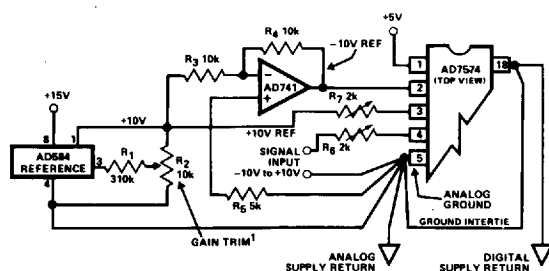 R4 10k
-10V REF
+5V
R3 10k
AD741
-
+
1
18
AD7574
(TOP VIEW)
2
3
4
5
+15V
+10V
+10V REF
R7 2k
8
1
AD584
REFERENCE
3
4
R1
310k
R2
10k
SIGNAL
INPUT
R6 2k
-10V to +10V
R5 5k
ANALOG
GROUND
GROUND INTERTIE
GAIN TRIM1
ANALOG
SUPPLY RETURN
DIGITAL
SUPPLY RETURN